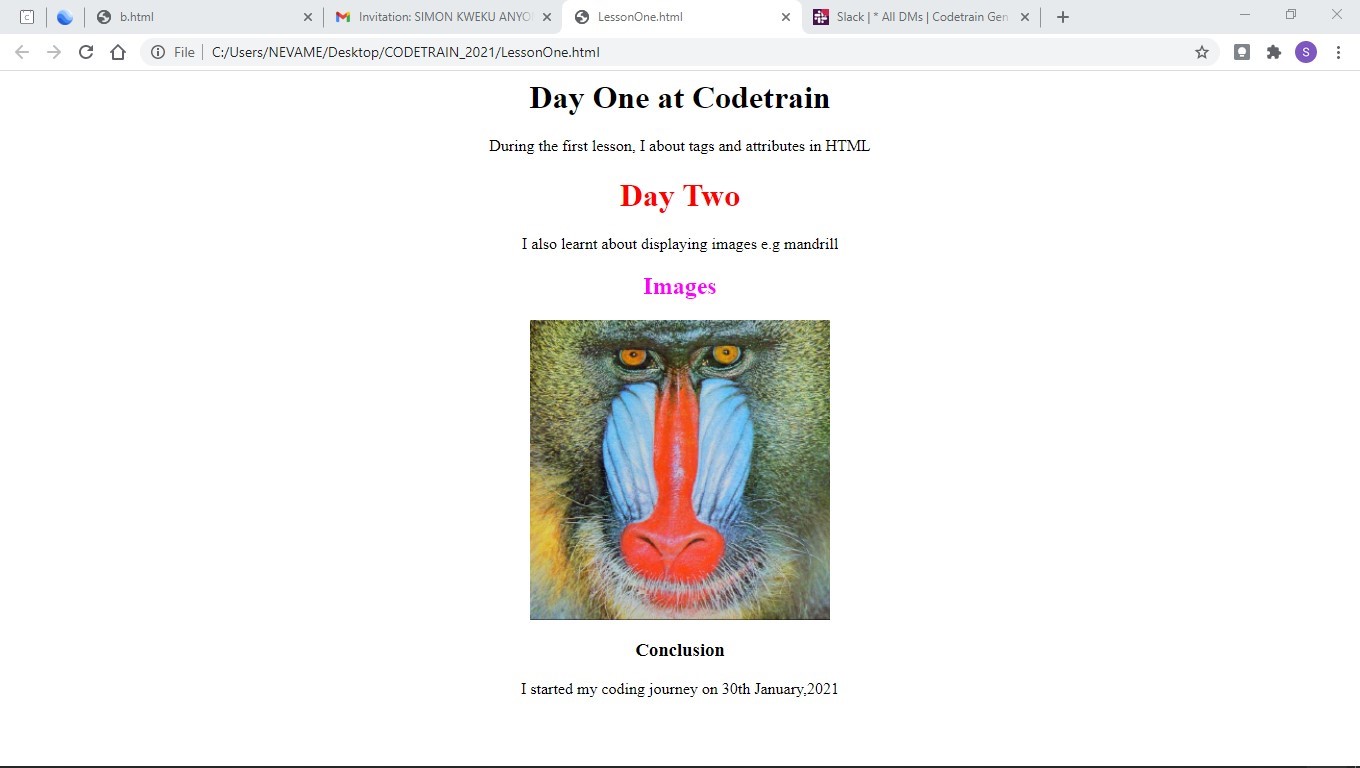 b.html
Invitation: SIMON KWEKU ANYO
LessonOne.html
Slack | * All DMs | Codetrain Gen
File
C:/Users/NEVAME/Desktop/CODETRAIN_2021/LessonOne.html
S
Day One at Codetrain
During the first lesson, I about tags and attributes in HTML
Day Two
I also learnt about displaying images e.g mandrill
Images
Conclusion
I started my coding journey on 30th January,2021